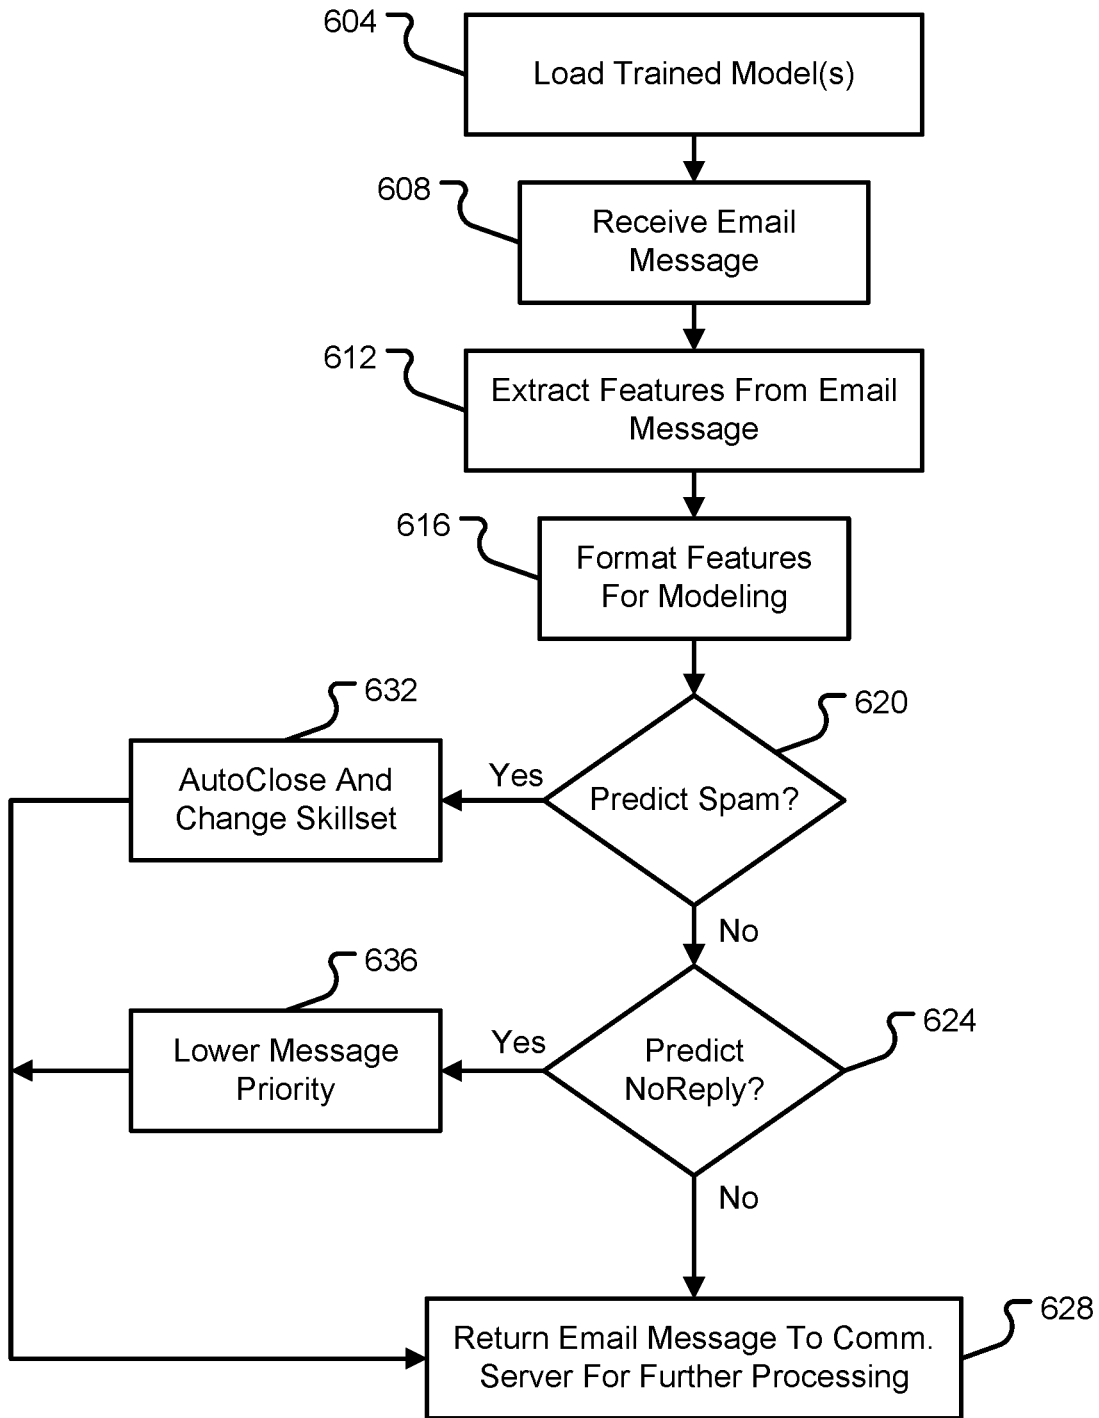 604
Load Trained Model(s)
608
Receive Email
Message
612
Extract Features From Email
Message
616
Format Features
For Modeling
632
620
AutoClose And
Change Skillset
Yes
Predict Spam?
No
636
624
Lower Message
Priority
Yes
Predict
NoReply?
No
628
Return Email Message To Comm.
Server For Further Processing